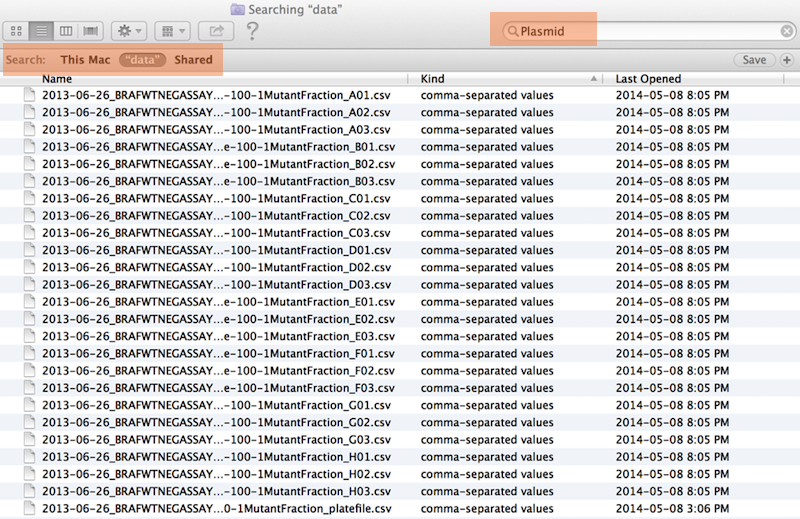 Searching “data”
Plasmid
Search: This Mac “data” Shared Save +
Name Kind Last Opened
2013-06-26_BRAFWTNEGASSAY...-100-1MutantFraction_A01.csv comma-separated values 2014-05-08 8:05 PM
2013-06-26_BRAFWTNEGASSAY...-100-1MutantFraction_A02.csv comma-separated values 2014-05-08 8:05 PM
2013-06-26_BRAFWTNEGASSAY...-100-1MutantFraction_A03.csv comma-separated values 2014-05-08 8:05 PM
2013-06-26_BRAFWTNEGASSAY...e-100-1MutantFraction_B01.csv comma-separated values 2014-05-08 8:05 PM
2013-06-26_BRAFWTNEGASSAY...e-100-1MutantFraction_B02.csv comma-separated values 2014-05-08 8:05 PM
2013-06-26_BRAFWTNEGASSAY...e-100-1MutantFraction_B03.csv comma-separated values 2014-05-08 8:05 PM
2013-06-26_BRAFWTNEGASSAY...-100-1MutantFraction_C01.csv comma-separated values 2014-05-08 8:05 PM
2013-06-26_BRAFWTNEGASSAY...-100-1MutantFraction_C02.csv comma-separated values 2014-05-08 8:05 PM
2013-06-26_BRAFWTNEGASSAY...-100-1MutantFraction_C03.csv comma-separated values 2014-05-08 8:05 PM
2013-06-26_BRAFWTNEGASSAY...-100-1MutantFraction_D01.csv comma-separated values 2014-05-08 8:05 PM
2013-06-26_BRAFWTNEGASSAY...-100-1MutantFraction_D02.csv comma-separated values 2014-05-08 8:05 PM
2013-06-26_BRAFWTNEGASSAY...-100-1MutantFraction_D03.csv comma-separated values 2014-05-08 8:05 PM
2013-06-26_BRAFWTNEGASSAY...e-100-1MutantFraction_E01.csv comma-separated values 2014-05-08 8:05 PM
2013-06-26_BRAFWTNEGASSAY...e-100-1MutantFraction_E02.csv comma-separated values 2014-05-08 8:05 PM
2013-06-26_BRAFWTNEGASSAY...e-100-1MutantFraction_E03.csv comma-separated values 2014-05-08 8:05 PM
2013-06-26_BRAFWTNEGASSAY...e-100-1MutantFraction_F01.csv comma-separated values 2014-05-08 8:05 PM
2013-06-26_BRAFWTNEGASSAY...e-100-1MutantFraction_F02.csv comma-separated values 2014-05-08 8:05 PM
2013-06-26_BRAFWTNEGASSAY...e-100-1MutantFraction_F03.csv comma-separated values 2014-05-08 8:05 PM
2013-06-26_BRAFWTNEGASSAY...-100-1MutantFraction_G01.csv comma-separated values 2014-05-08 8:05 PM
2013-06-26_BRAFWTNEGASSAY...-100-1MutantFraction_G02.csv comma-separated values 2014-05-08 8:05 PM
2013-06-26_BRAFWTNEGASSAY...-100-1MutantFraction_G03.csv comma-separated values 2014-05-08 8:05 PM
2013-06-26_BRAFWTNEGASSAY...-100-1MutantFraction_H01.csv comma-separated values 2014-05-08 8:05 PM
2013-06-26_BRAFWTNEGASSAY...-100-1MutantFraction_H02.csv comma-separated values 2014-05-08 8:05 PM
2013-06-26_BRAFWTNEGASSAY...-100-1MutantFraction_H03.csv comma-separated values 2014-05-08 8:05 PM
2013-06-26_BRAFWTNEGASSAY...0-1MutantFraction_platefile.csv comma-separated values 2014-05-08 3:06 PM